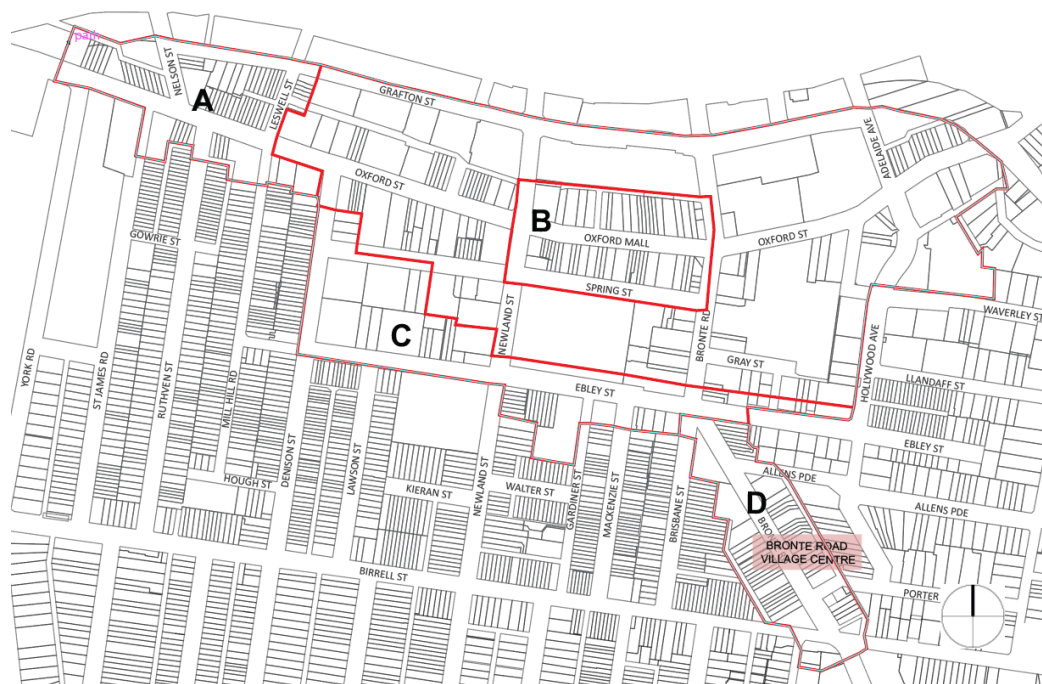 path
NELSON ST
A
LESWELL ST
GRAFTON ST
ADELAIDE AVE
OXFORD ST
B
OXFORD MALL
OXFORD ST
GOWRIE ST
SPRING ST
WAVERLEY ST
C
NEWLAND ST
BRONTE RD
HOLLYWOOD AVE
YORK RD
ST JAMES RD
RUTHVEN ST
MILL HILL RD
GRAY ST
LLANDAFF ST
EBLEY ST
EBLEY ST
DENISON ST
LAWSON ST
HOUGH ST
KIERAN ST
NEWLAND ST
WALTER ST
GARDINER ST
MACKENZIE ST
BRISBANE ST
ALLENS PDE
D
ALLENS PDE
BRO
BRONTE ROAD
VILLAGE CENTRE
BIRRELL ST
PORTER